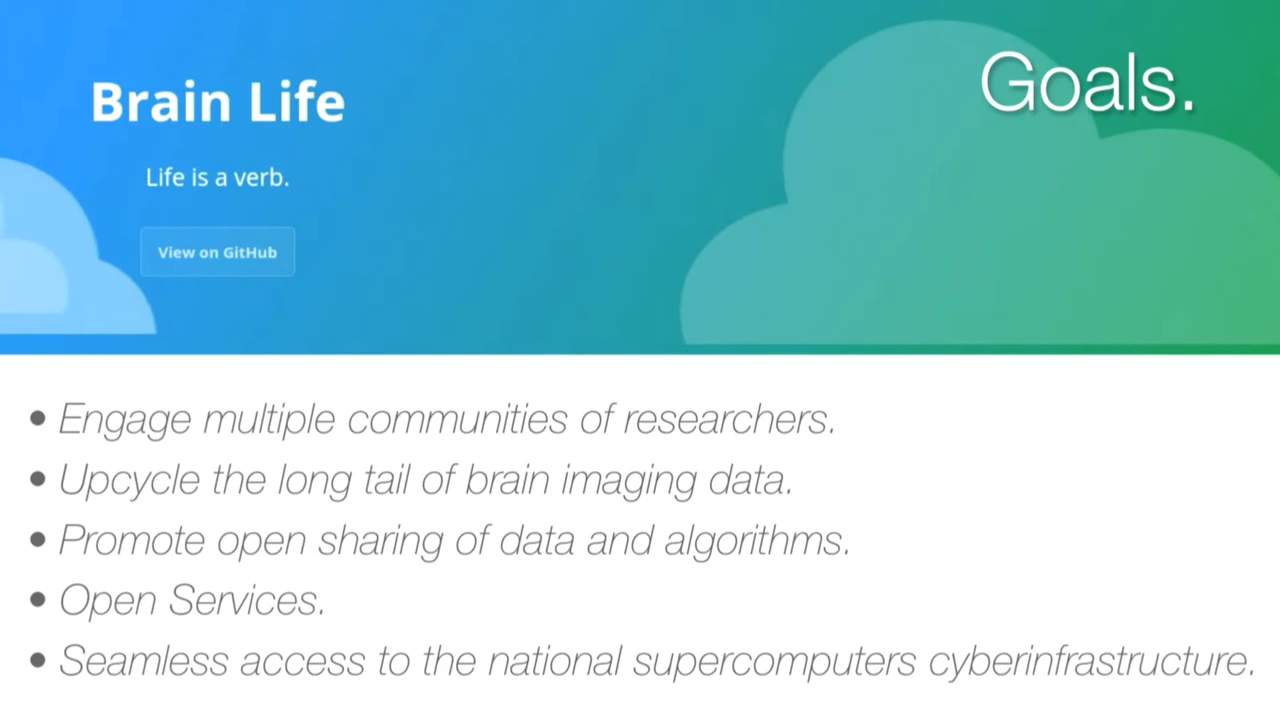 Brain Life
Goals.
Life is a verb.
View on GitHub
• Engage multiple communities of researchers.
• Upcycle the long tail of brain imaging data.
• Promote open sharing of data and algorithms.
• Open Services.
• Seamless access to the national supercomputers cyberinfrastructure.